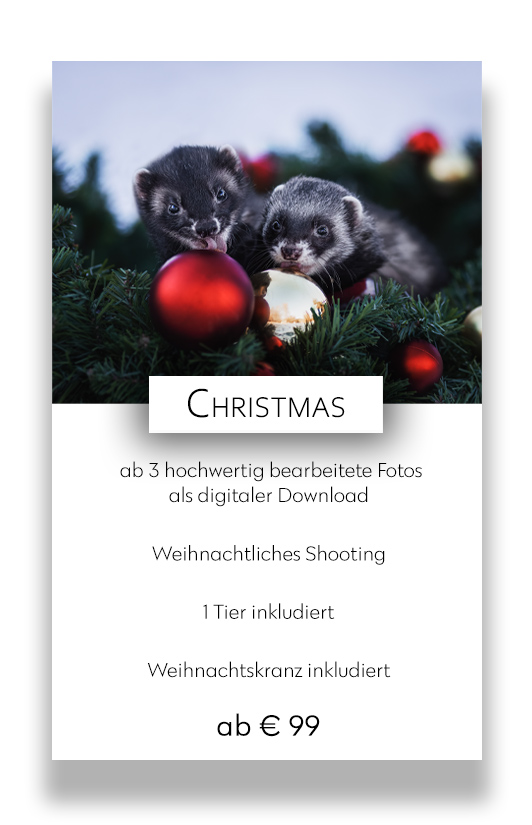 Christmas
ab 3 hochwertig bearbeitete Fotos
als digitaler Download
Weihnachtliches Shooting
1 Tier inkludiert
Weihnachtskranz inkludiert
ab € 99